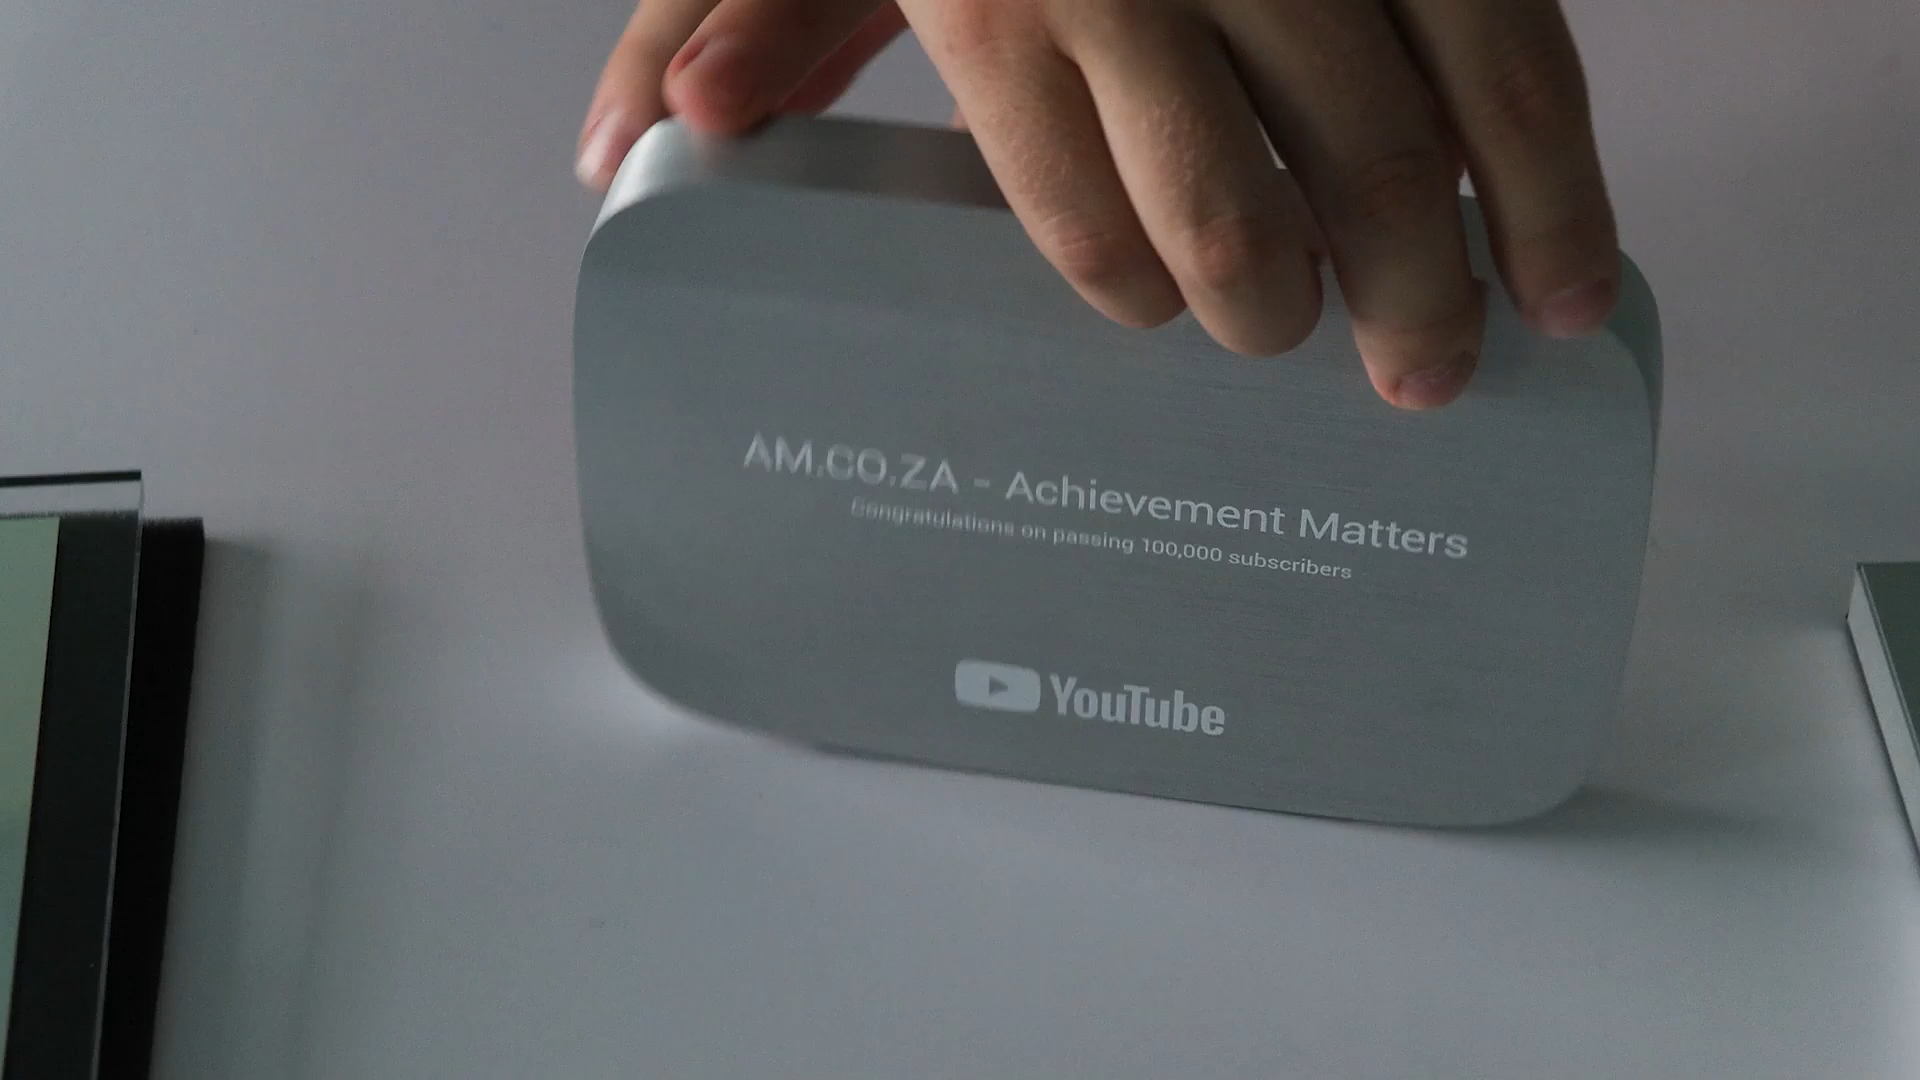 AM.CO.ZA - Achievement Matters
Congratulations on passing 100,000 subscribers
YouTube